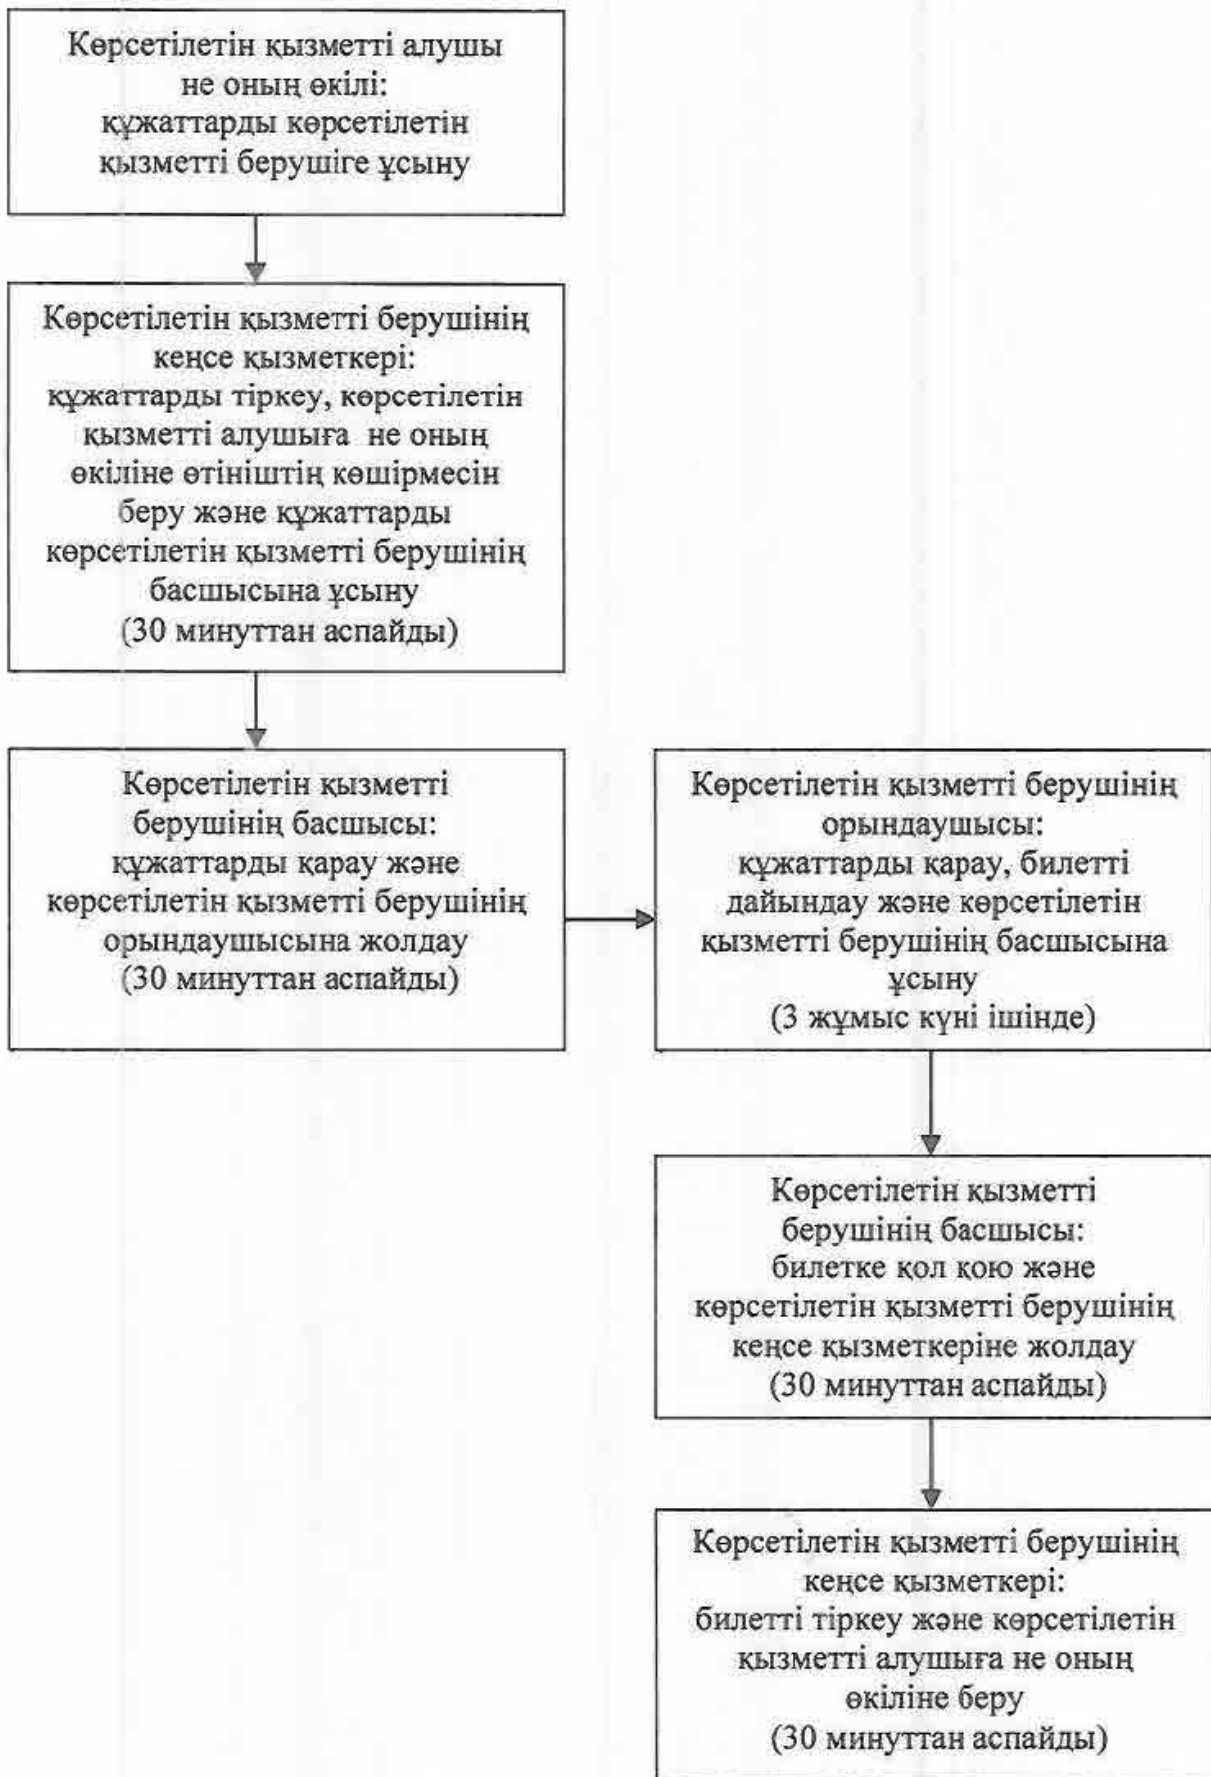 Көрсетілетін қызметті алушы
не оның өкілі:
құжаттарды көрсетілетін
қызметті берушіге ұсыну
Көрсетілетін қызметті берушінің
кеңсе қызметкері:
құжаттарды тіркеу, көрсетілетін
қызметті алушыға не оның
өкіліне өтініштің көшірмесін
беру және құжаттарды
көрсетілетін қызметті берушінің
басшысына ұсыну
(30 минуттан аспайды)
Көрсетілетін қызметті
берушінің басшысы:
құжаттарды қарау және
көрсетілетін қызметті берушінің
орындаушысына жолдау
(30 минуттан аспайды)
Көрсетілетін қызметті берушінің
орындаушысы:
құжаттарды қарау, билетті
дайындау және көрсетілетін
қызметті берушінің басшысына
ұсыну
(3 жұмыс күні ішінде)
Көрсетілетін қызметті
берушінің басшысы:
билетке қол қою және
көрсетілетін қызметті берушінің
кеңсе қызметкеріне жолдау
(30 минуттан аспайды)
Көрсетілетін қызметті берушінің
кеңсе қызметкері:
билетті тіркеу және көрсетілетін
қызметті алушыға не оның
өкіліне беру
(30 минуттан аспайды)